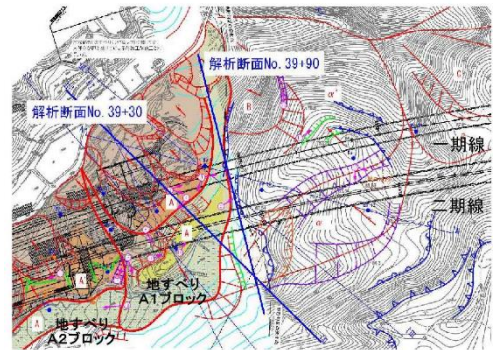 解析断面No. 39+90
解析断面No. 39+30
B
α'
C
一期線
二期線
A
A
α
A
地すべり
A1ブロック
A
地すべり
A2ブロック